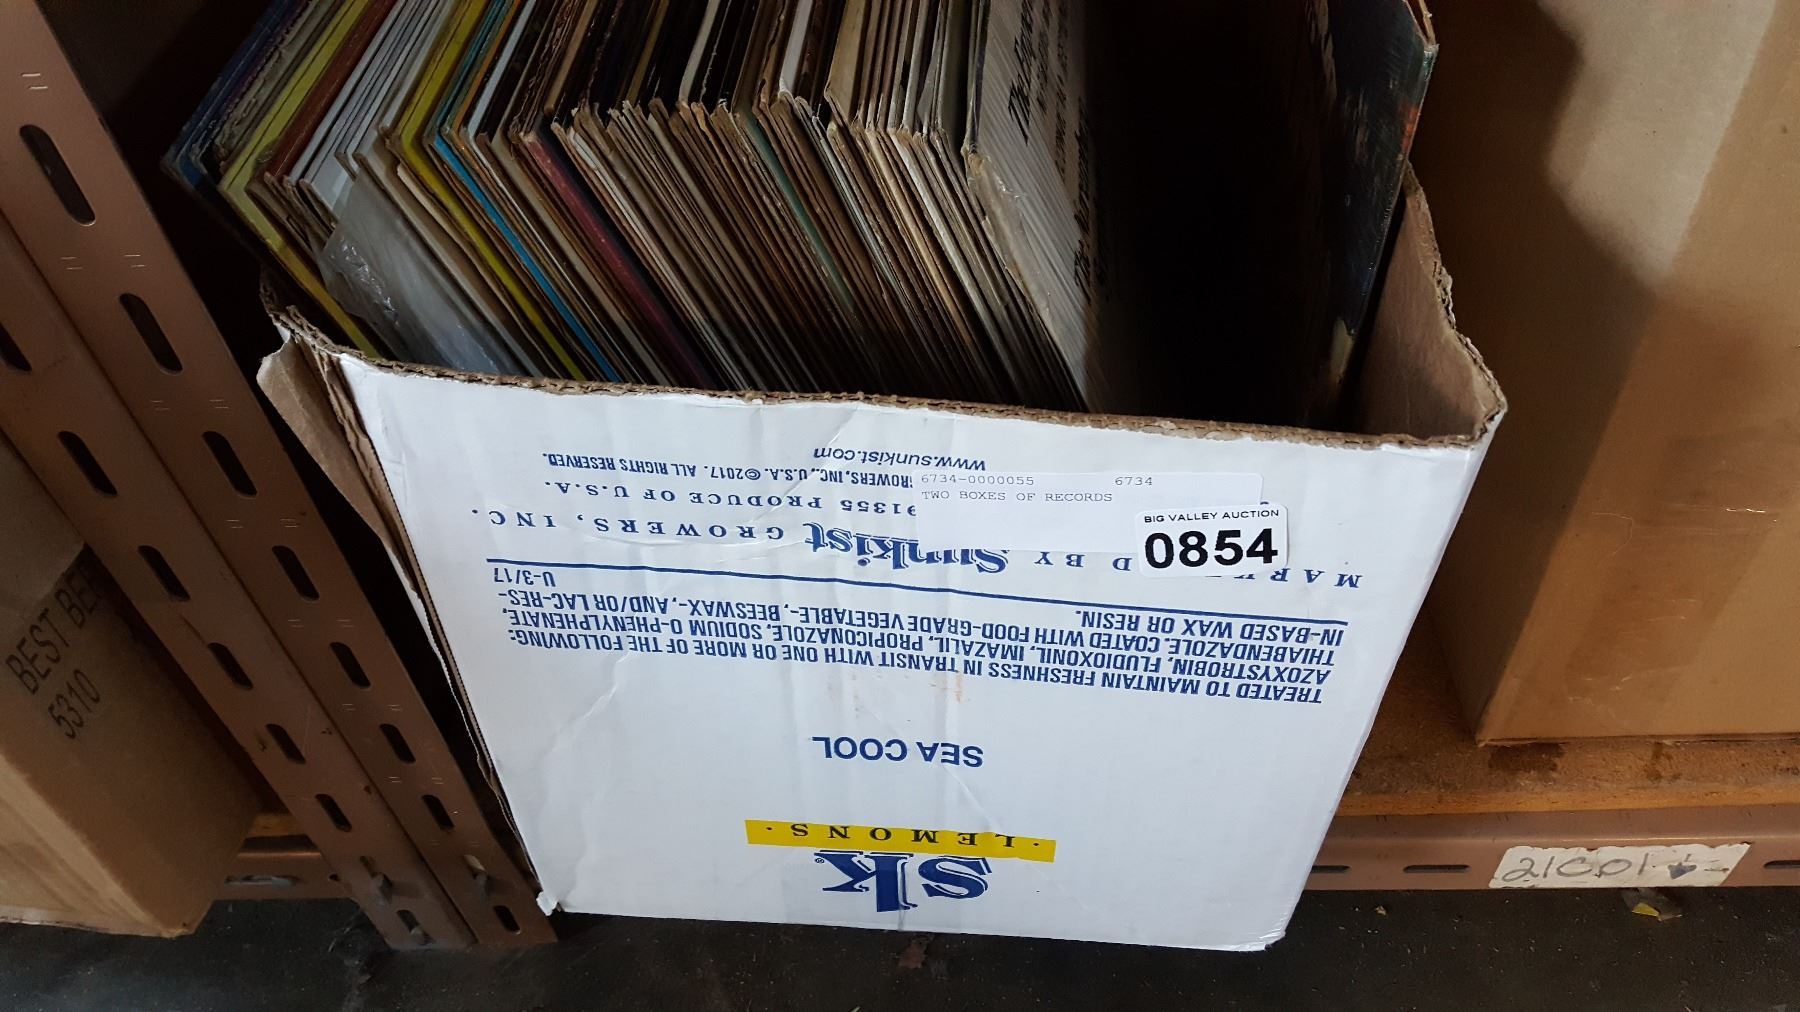 6734-0000055 6734
TWO BOXES OF RECORDS
BIG VALLEY AUCTION
0854
SK®
· LEMONS ·
SEA COOL
TREATED TO MAINTAIN FRESHNESS IN TRANSIT WITH ONE OR MORE OF THE FOLLOWING:
AZOXYSTROBIN, FLUDIOXONIL, IMAZALIL, PROPICONAZOLE, SODIUM O-PHENYLPHENATE,
THIABENDAZOLE. COATED WITH FOOD-GRADE VEGETABLE-, BEESWAX-, AND/OR LAC-RES-
IN-BASED WAX OR RESIN.
U-3/17
D BY Sunkist GROWERS, INC.
91355 PRODUCE OF U.S.A.
GROWERS, INC., U.S.A. ©2017. ALL RIGHTS RESERVED.
www.sunkist.com
BEST BE
5310
21C01